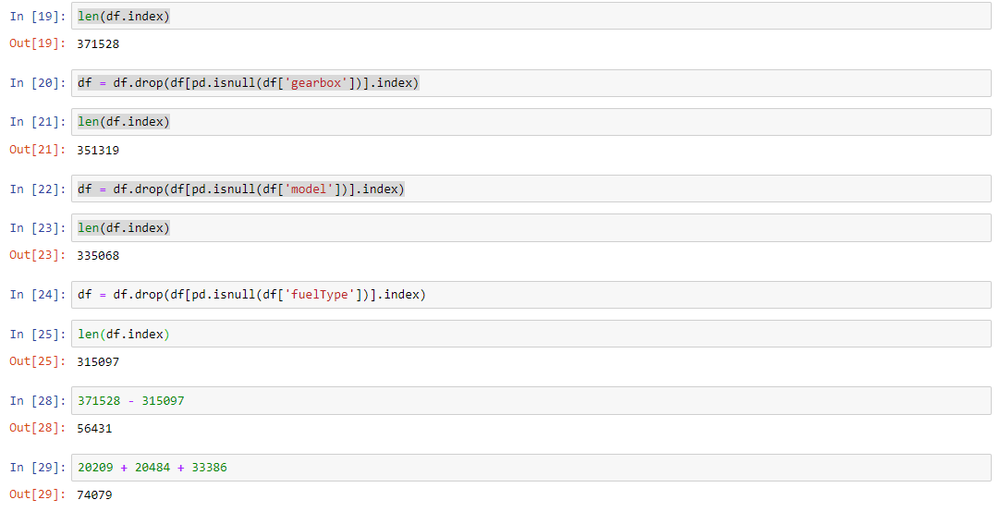 In [19]: len(df.index)
Out[19]: 371528
In [20]: df = df.drop(df[pd.isnull(df['gearbox'])].index)
In [21]: len(df.index)
Out[21]: 351319
In [22]: df = df.drop(df[pd.isnull(df['model'])].index)
In [23]: len(df.index)
Out[23]: 335068
In [24]: df = df.drop(df[pd.isnull(df['fuelType'])].index)
In [25]: len(df.index)
Out[25]: 315097
In [28]: 371528 - 315097
Out[28]: 56431
In [29]: 20209 + 20484 + 33386
Out[29]: 74079